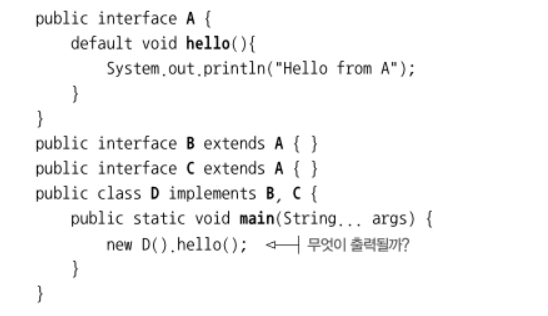 public interface A {
    default void hello(){
        System.out.println("Hello from A");
    }
}
public interface B extends A { }
public interface C extends A { }
public class D implements B, C {
    public static void main(String... args) {
        new D().hello(); 무엇이 출력될까?
    }
}